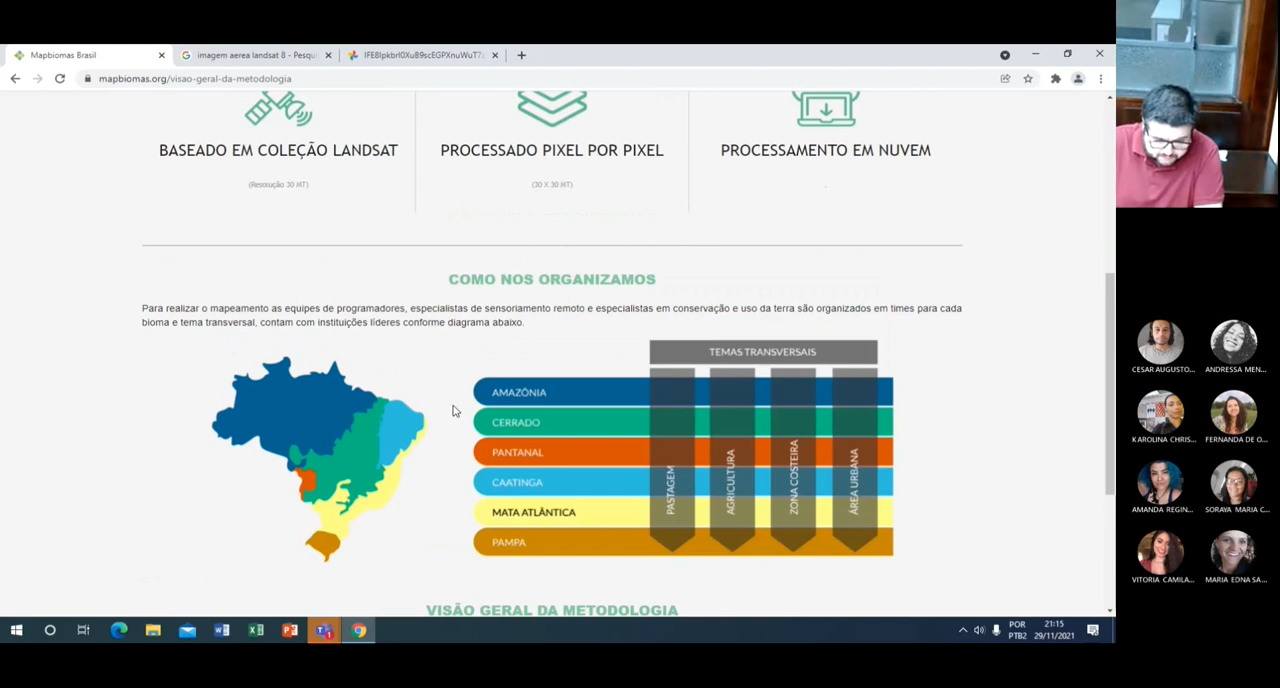 Mapbiomas Brasil
imagem aerea landsat 8 - Pesqui
mapbiomas.org/visao-geral-da-metodologia
BASEADO EM COLEÇÃO LANDSAT
(Resolução 30 MT)
PROCESSADO PIXEL POR PIXEL
(30 X 30 MT)
PROCESSAMENTO EM NUVEM
COMO NOS ORGANIZAMOS
Para realizar o mapeamento as equipes de programadores, especialistas de sensoriamento remoto e especialistas em conservação e uso da terra são organizados em times para cada
bioma e tema transversal, contam com instituições líderes conforme diagrama abaixo.
TEMAS TRANSVERSAIS
AMAZÔNIA
CERRADO
PANTANAL
CAATINGA
MATA ATLÂNTICA
PAMPA
PASTAGEM
AGRICULTURA
ZONA COSTEIRA
ÁREA URBANA
VISÃO GERAL DA METODOLOGIA
CESAR AUGUSTO...
ANDRESSA MEN...
KAROLINA CHRIS...
FERNANDA DE O...
AMANDA REGIN...
SORAYA MARIA C...
VITORIA CAMILA...
MARIA EDNA SA...
POR
PTB2
21:15
29/11/2021